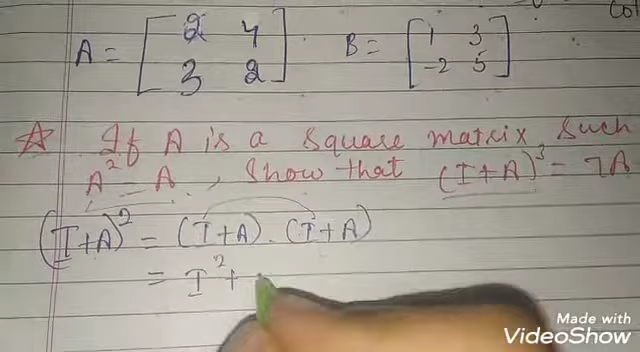 A = [ 2 4 B = [ 1 3
3 2 ] -2 5 ]
☆ If A is a square matrix such
A² = A, show that (I+A)³ = 7A
(I+A)² = (I+A).(I+A)
= I² +
Made with
VideoShow